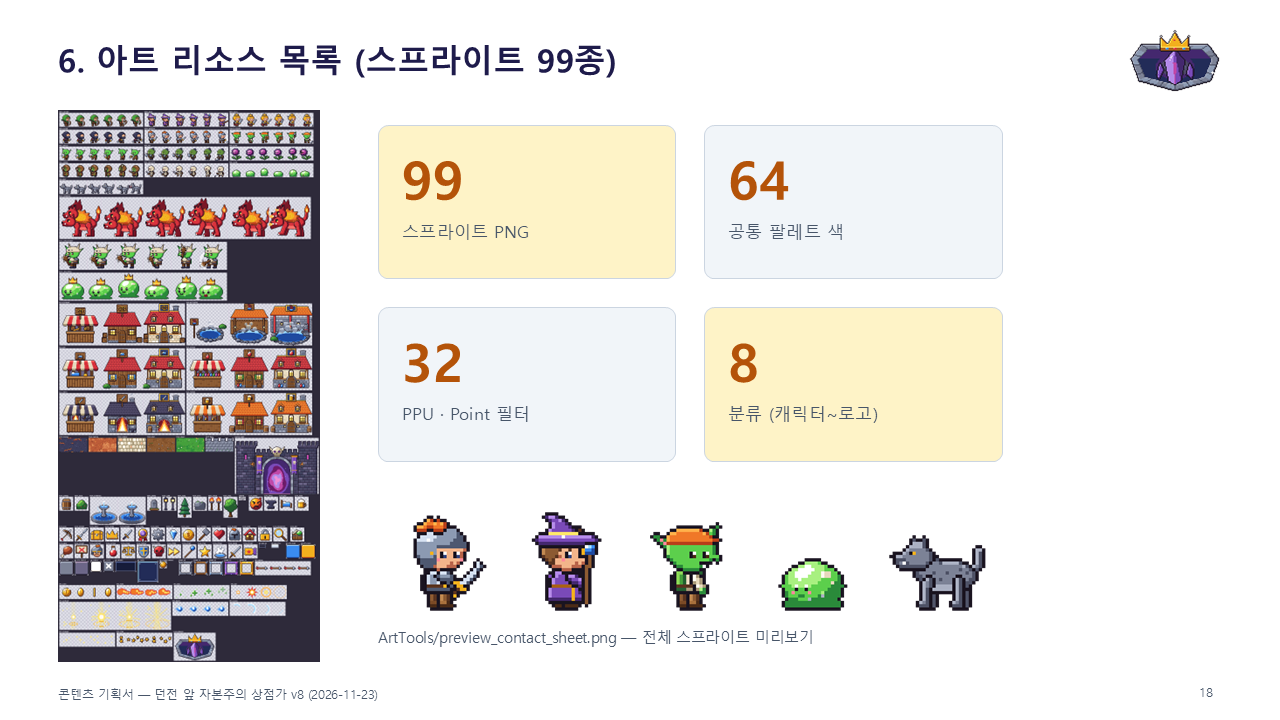 6. 아트 리소스 목록 (스프라이트 99종)
99
스프라이트 PNG
64
공통 팔레트 색
32
PPU · Point 필터
8
분류 (캐릭터~로고)
ArtTools/preview_contact_sheet.png — 전체 스프라이트 미리보기
콘텐츠 기획서 — 던전 앞 자본주의 상점가 v8 (2026-11-23)
18